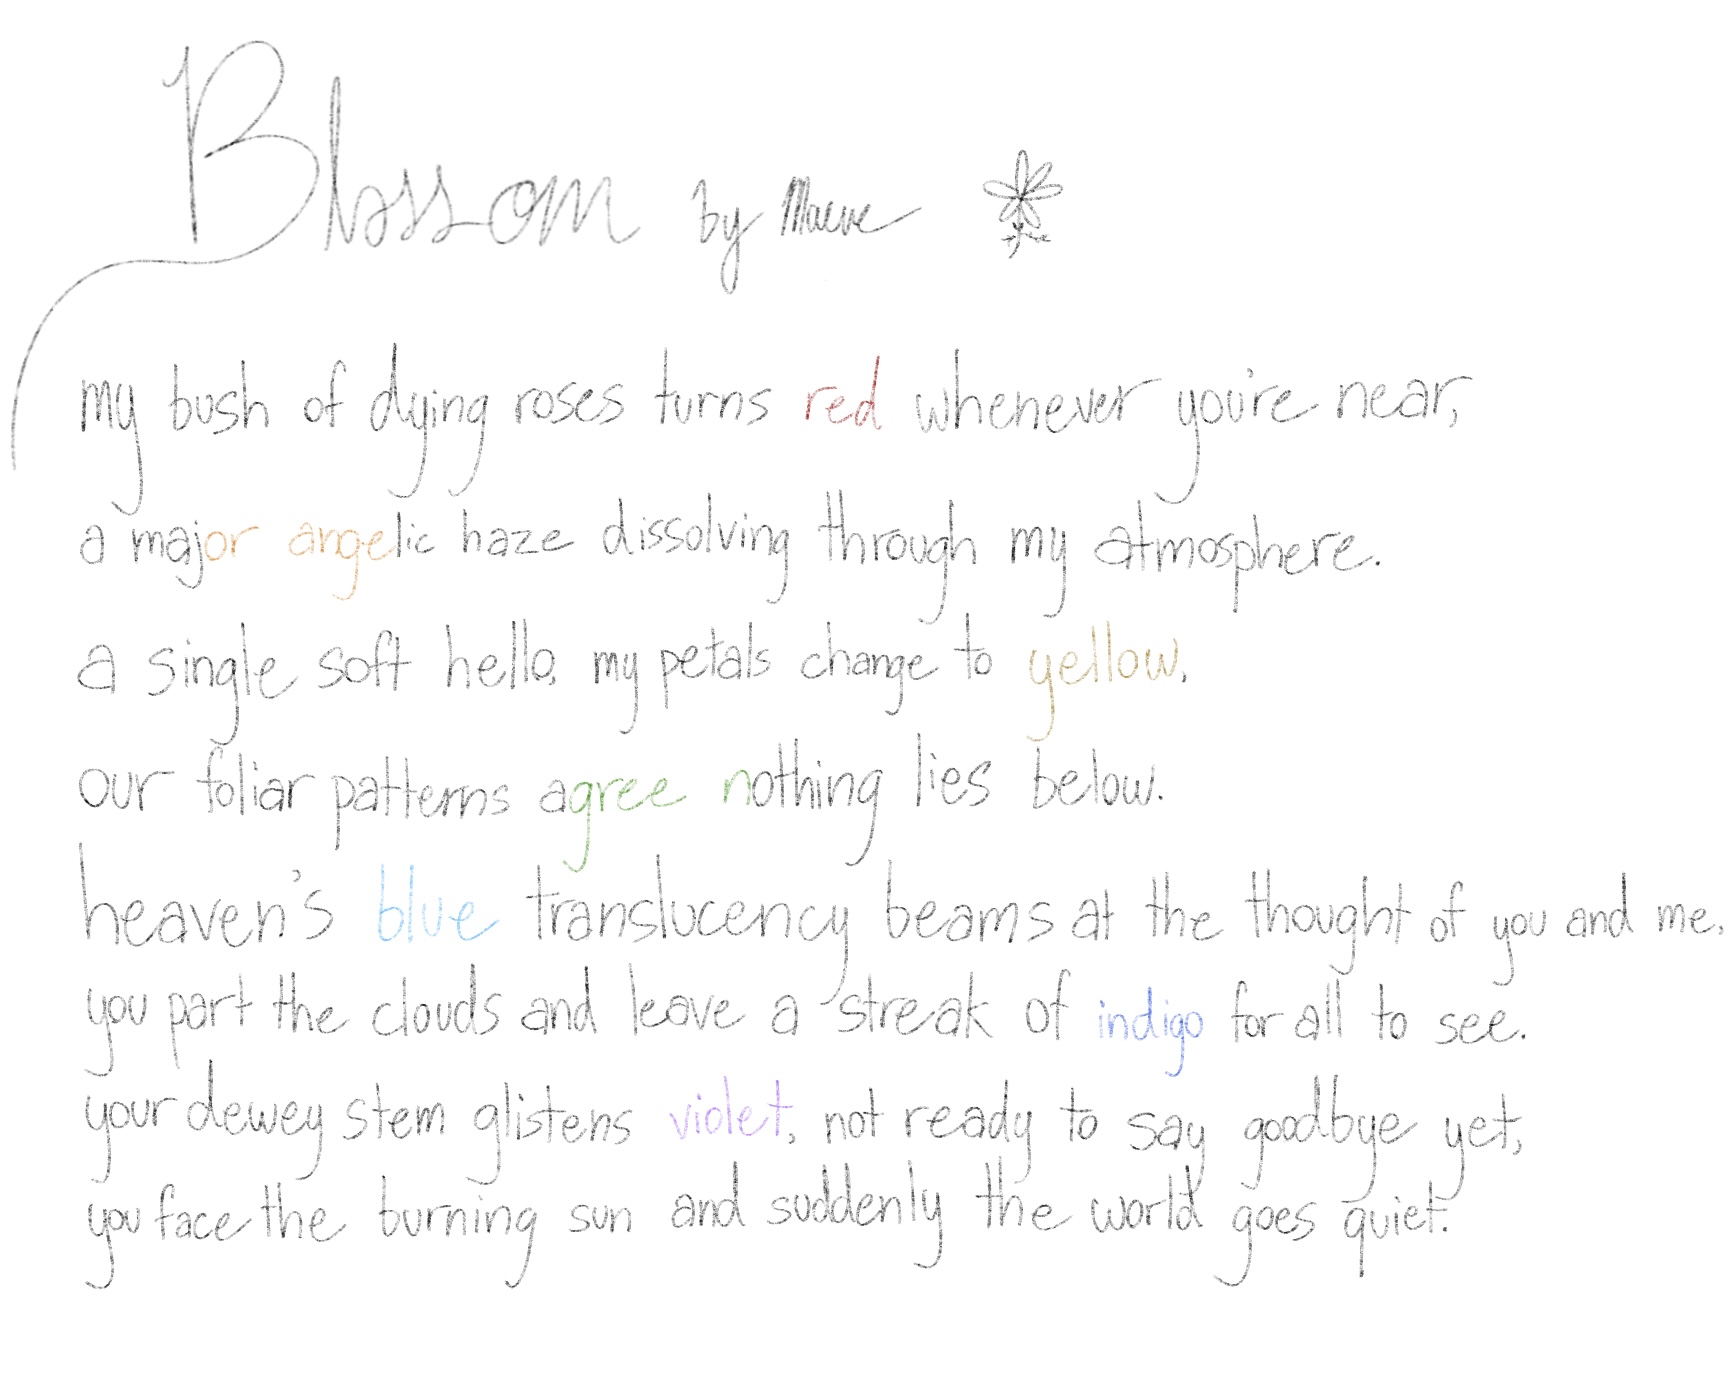 Blossom by Maeve
my bush of dying roses turns red whenever you're near,
a major angelic haze dissolving through my atmosphere.
a single soft hello, my petals change to yellow,
our foliar patterns agree nothing lies below.
heaven's blue translucency beams at the thought of you and me,
you part the clouds and leave a streak of indigo for all to see.
your dewey stem glistens violet, not ready to say goodbye yet,
you face the burning sun and suddenly the world goes quiet.